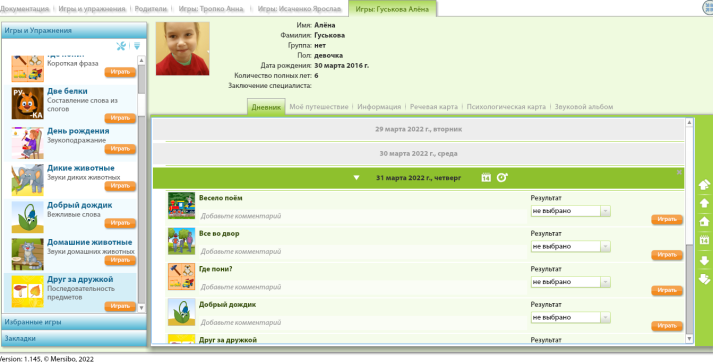 Документация
Игры и упражнения
Родители
Игры: Тропко Анна
Игры: Исаченко Ярослав
Игры: Гуськова Алёна
Игры и Упражнения
Короткая фраза
Играть
РУ
-КА
Две белки
Составление слова из
слогов
Играть
День рождения
Звукоподражание
Играть
Дикие животные
Звуки диких животных
Играть
Добрый дождик
Вежливые слова
Играть
Домашние животные
Звуки домашних животных
Играть
Друг за дружкой
Последовательность
предметов
Играть
Избранные игры
Закладки
Имя: Алёна
Фамилия: Гуськова
Группа: нет
Пол: девочка
Дата рождения: 30 марта 2016 г.
Количество полных лет: 6
Заключение специалиста:
Дневник
Моё путешествие
Информация
Речевая карта
Психологическая карта
Звуковой альбом
29 марта 2022 г., вторник
30 марта 2022 г., среда
31 марта 2022 г., четверг
14
Весело поём
Добавьте комментарий
Результат
не выбрано
Играть
Все во двор
Добавьте комментарий
Результат
не выбрано
Играть
Где пони?
Добавьте комментарий
Результат
не выбрано
Играть
Добрый дождик
Добавьте комментарий
Результат
не выбрано
Играть
Друг за дружкой
Результат
14
Version: 1.145, © Mersibo, 2022